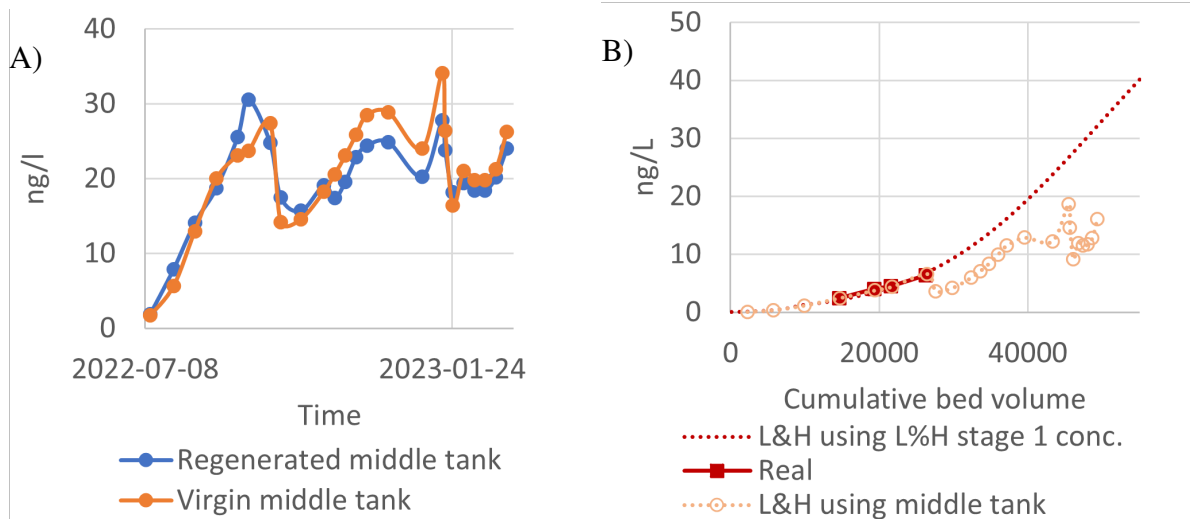 A)
40
30
20
10
0
ng/l
2022-07-08
2023-01-24
Time
Regenerated middle tank
Virgin middle tank
B)
50
40
30
20
10
0
ng/L
0
20000
40000
Cumulative bed volume
L&H using L%H stage 1 conc.
Real
L&H using middle tank